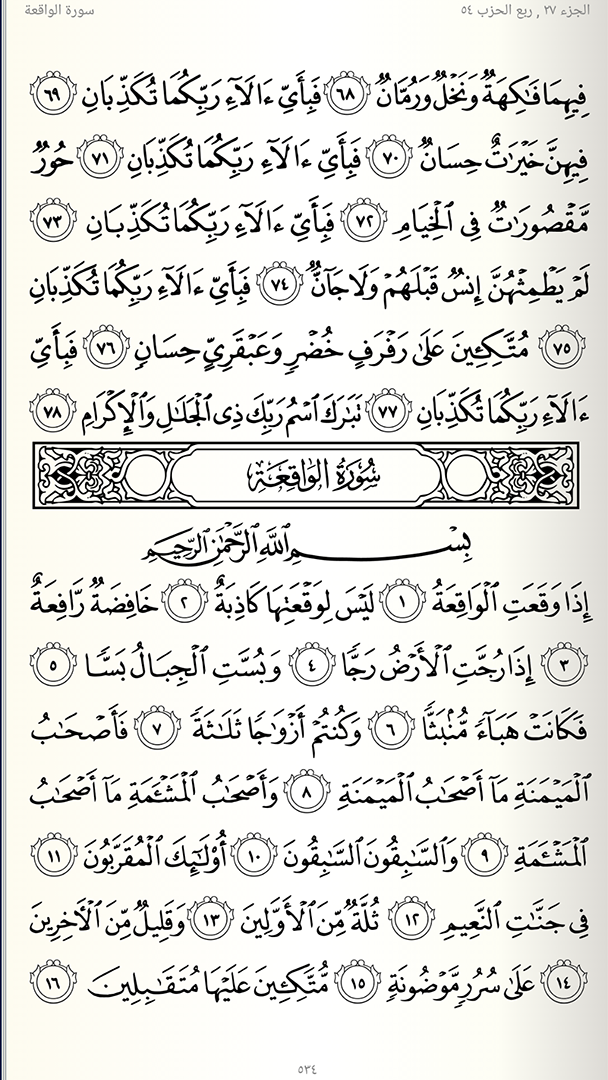 سورة الواقعة
الجزء ٢٧ , ربع الحزب ٥٤
فِيهِمَا فَٰكِهَةٌ وَنَخْلٌ وَرُمَّانٌ ٦٨ فَبِأَيِّ ءَالَآءِ رَبِّكُمَا تُكَذِّبَانِ ٦٩
فِيهِنَّ خَيْرَٰتٌ حِسَانٌ ٧٠ فَبِأَيِّ ءَالَآءِ رَبِّكُمَا تُكَذِّبَانِ ٧١ حُورٌ
مَّقْصُورَٰتٌ فِي ٱلْخِيَامِ ٧٢ فَبِأَيِّ ءَالَآءِ رَبِّكُمَا تُكَذِّبَانِ ٧٣
لَمْ يَطْمِثْهُنَّ إِنسٌ قَبْلَهُمْ وَلَا جَآنٌّ ٧٤ فَبِأَيِّ ءَالَآءِ رَبِّكُمَا تُكَذِّبَانِ
٧٥ مُتَّكِـِٔينَ عَلَىٰ رَفْرَفٍ خُضْرٍ وَعَبْقَرِيٍّ حِسَانٍ ٧٦ فَبِأَيِّ
ءَالَآءِ رَبِّكُمَا تُكَذِّبَانِ ٧٧ تَبَٰرَكَ ٱسْمُ رَبِّكَ ذِي ٱلْجَلَٰلِ وَٱلْإِكْرَامِ ٧٨
سُورَةُ الوَاقِعَةِ
بِسْمِ ٱللَّهِ ٱلرَّحْمَٰنِ ٱلرَّحِيمِ
إِذَا وَقَعَتِ ٱلْوَاقِعَةُ ١ لَيْسَ لِوَقْعَتِهَا كَاذِبَةٌ ٢ خَافِضَةٌ رَّافِعَةٌ
٣ إِذَا رُجَّتِ ٱلْأَرْضُ رَجًّا ٤ وَبُسَّتِ ٱلْجِبَالُ بَسًّا ٥
فَكَانَتْ هَبَآءً مُّنۢبَثًّا ٦ وَكُنتُمْ أَزْوَٰجًا ثَلَٰثَةً ٧ فَأَصْحَٰبُ
ٱلْمَيْمَنَةِ مَآ أَصْحَٰبُ ٱلْمَيْمَنَةِ ٨ وَأَصْحَٰبُ ٱلْمَشْـَٔمَةِ مَآ أَصْحَٰبُ
ٱلْمَشْـَٔمَةِ ٩ وَٱلسَّٰبِقُونَ ٱلسَّٰبِقُونَ ١٠ أُو۟لَٰٓئِكَ ٱلْمُقَرَّبُونَ ١١
فِي جَنَّٰتِ ٱلنَّعِيمِ ١٢ ثُلَّةٌ مِّنَ ٱلْأَوَّلِينَ ١٣ وَقَلِيلٌ مِّنَ ٱلْأٓخِرِينَ
١٤ عَلَىٰ سُرُرٍ مَّوْضُونَةٍ ١٥ مُّتَّكِـِٔينَ عَلَيْهَا مُتَقَٰبِلِينَ ١٦
٥٣٤